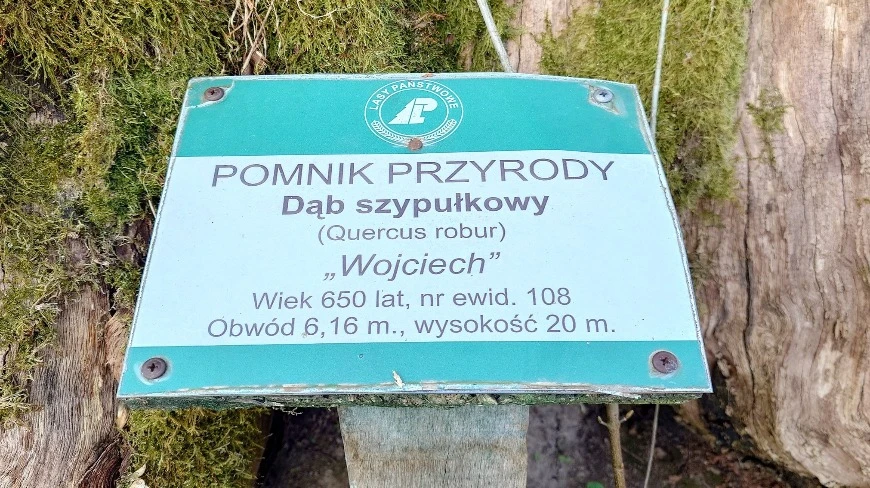 LASY PAŃSTWOWE
POMNIK PRZYRODY
Dąb szypułkowy
(Quercus robur)
„Wojciech”
Wiek 650 lat, nr ewid. 108
Obwód 6,16 m., wysokość 20 m.